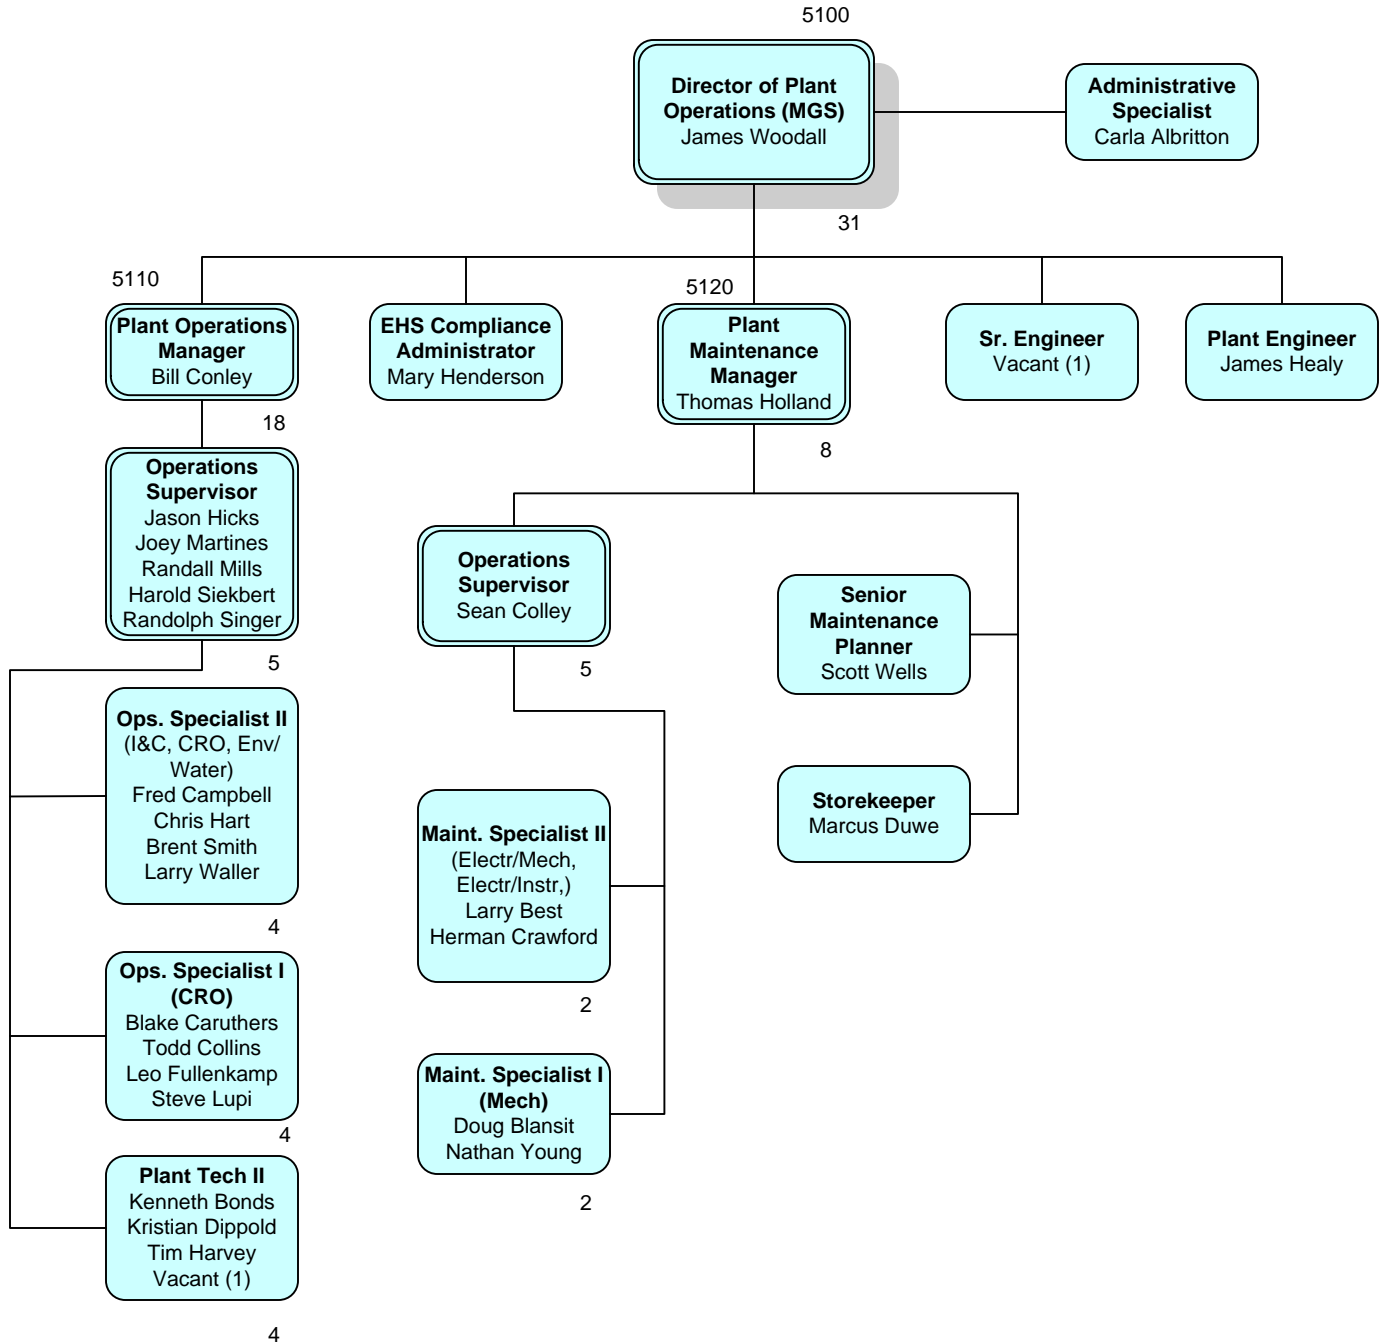 5100
Director of Plant
Operations (MGS)
James Woodall
Administrative
Specialist
Carla Albritton
31
5110
Plant Operations
Manager
Bill Conley
18
EHS Compliance
Administrator
Mary Henderson
5120
Plant
Maintenance
Manager
Thomas Holland
8
Sr. Engineer
Vacant (1)
Plant Engineer
James Healy
Operations
Supervisor
Jason Hicks
Joey Martines
Randall Mills
Harold Siekbert
Randolph Singer
5
Ops. Specialist II
(I&C, CRO, Env/
Water)
Fred Campbell
Chris Hart
Brent Smith
Larry Waller
4
Ops. Specialist I
(CRO)
Blake Caruthers
Todd Collins
Leo Fullenkamp
Steve Lupi
4
Plant Tech II
Kenneth Bonds
Kristian Dippold
Tim Harvey
Vacant (1)
4
Operations
Supervisor
Sean Colley
5
Maint. Specialist II
(Electr/Mech,
Electr/Instr,)
Larry Best
Herman Crawford
2
Maint. Specialist I
(Mech)
Doug Blansit
Nathan Young
2
Senior
Maintenance
Planner
Scott Wells
Storekeeper
Marcus Duwe